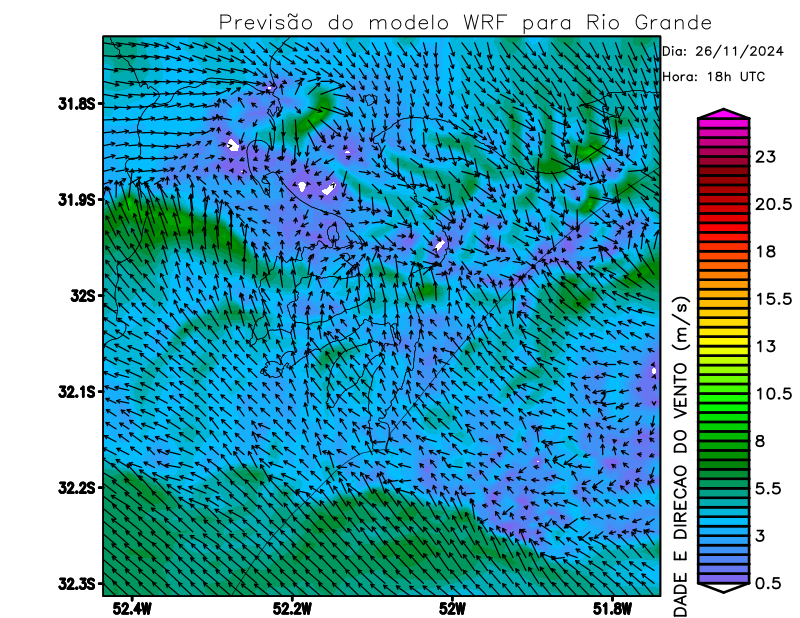 Previsão do modelo WRF para Rio Grande
Dia: 26/11/2024
Hora: 18h UTC
31.8S
31.9S
32S
32.1S
32.2S
32.3S
52.4W
52.2W
52W
51.8W
23
20.5
18
15.5
13
10.5
8
5.5
3
0.5
DADE E DIRECAO DO VENTO (m/s)